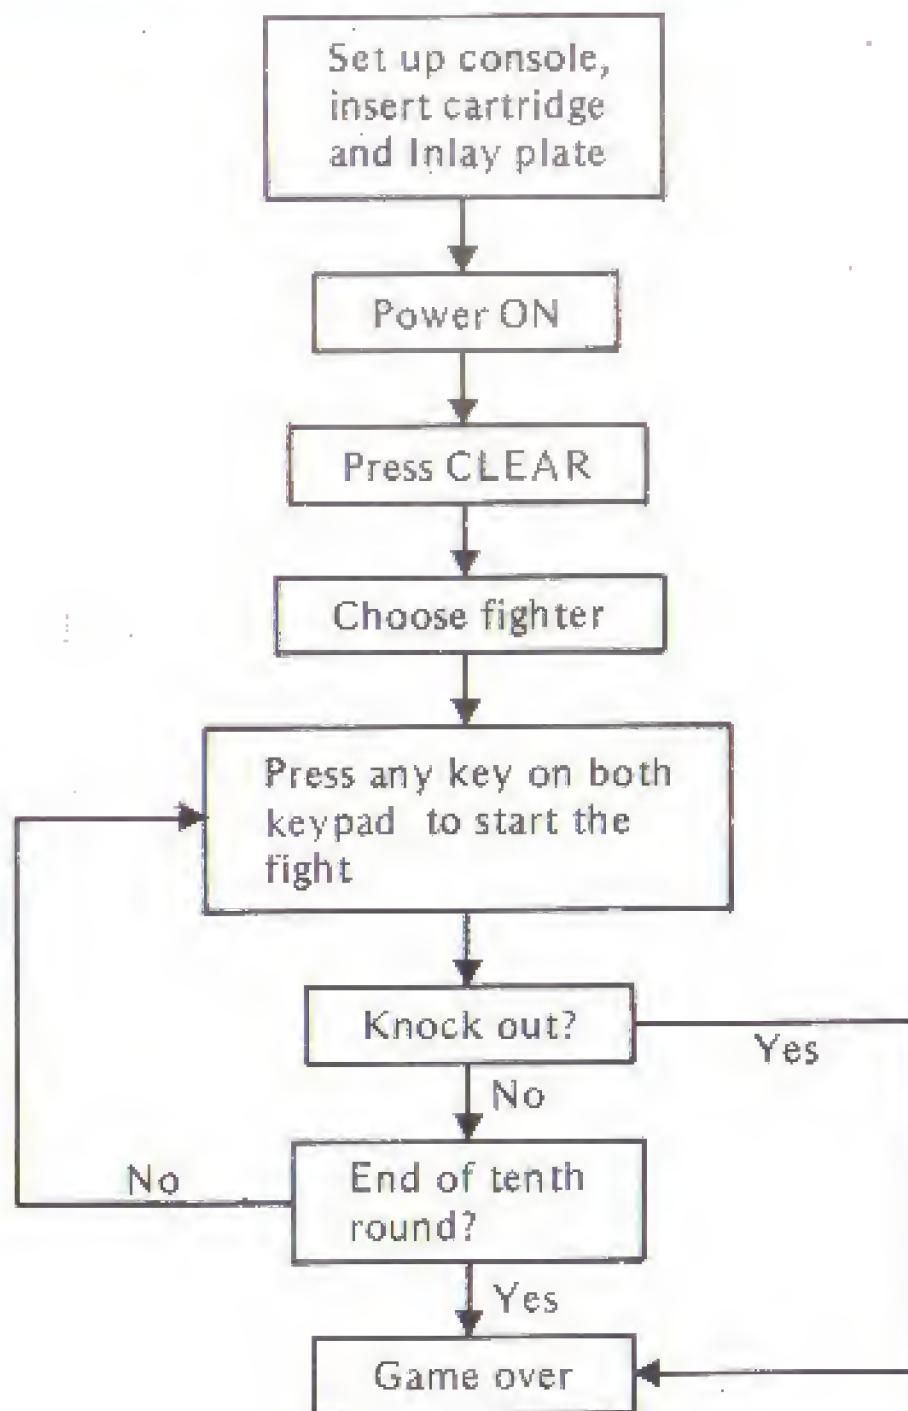 Set up console,
insert cartridge
and Inlay plate
Power ON
Press CLEAR
Choose fighter
Press any key on both
keypad to start the
fight
Knock out?
Yes
No
No
End of tenth
round?
Yes
Game over